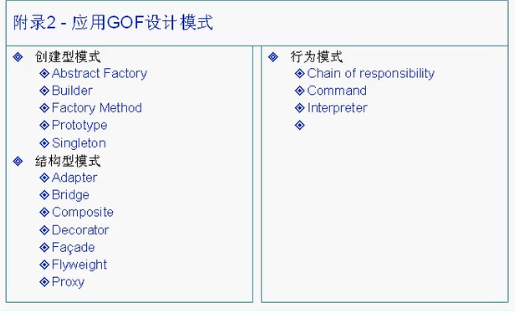 附录2 - 应用GOF设计模式
创建型模式
Abstract Factory
Builder
Factory Method
Prototype
Singleton
结构型模式
Adapter
Bridge
Composite
Decorator
Façade
Flyweight
Proxy
行为模式
Chain of responsibility
Command
Interpreter